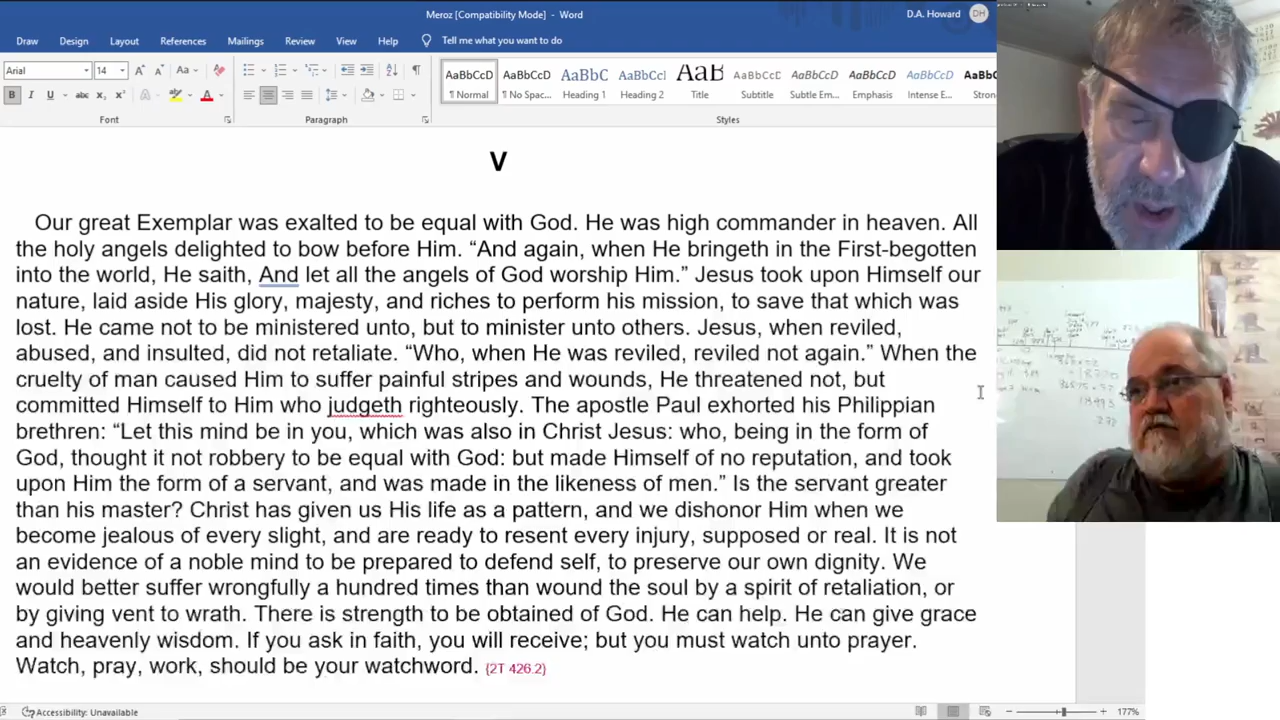 Meroz [Compatibility Mode] - Word
D.A. Howard DH
Draw Design Layout References Mailings Review View Help Tell me what you want to do
Arial 14
AaBbCcD AaBbCcD AaBbC AaBbCcI AaB AaBbCcD AaBbCcD AaBbCcD AaBbCcD AaBbCc
¶ Normal ¶ No Spac... Heading 1 Heading 2 Title Subtitle Subtle Em... Emphasis Intense E... Stron
Font Paragraph Styles
V
Our great Exemplar was exalted to be equal with God. He was high commander in heaven. All
the holy angels delighted to bow before Him. “And again, when He bringeth in the First-begotten
into the world, He saith, And let all the angels of God worship Him.” Jesus took upon Himself our
nature, laid aside His glory, majesty, and riches to perform his mission, to save that which was
lost. He came not to be ministered unto, but to minister unto others. Jesus, when reviled,
abused, and insulted, did not retaliate. “Who, when He was reviled, reviled not again.” When the
cruelty of man caused Him to suffer painful stripes and wounds, He threatened not, but
committed Himself to Him who judgeth righteously. The apostle Paul exhorted his Philippian
brethren: “Let this mind be in you, which was also in Christ Jesus: who, being in the form of
God, thought it not robbery to be equal with God: but made Himself of no reputation, and took
upon Him the form of a servant, and was made in the likeness of men.” Is the servant greater
than his master? Christ has given us His life as a pattern, and we dishonor Him when we
become jealous of every slight, and are ready to resent every injury, supposed or real. It is not
an evidence of a noble mind to be prepared to defend self, to preserve our own dignity. We
would better suffer wrongfully a hundred times than wound the soul by a spirit of retaliation, or
by giving vent to wrath. There is strength to be obtained of God. He can help. He can give grace
and heavenly wisdom. If you ask in faith, you will receive; but you must watch unto prayer.
Watch, pray, work, should be your watchword. {2T 426.2}
Accessibility: Unavailable
177%